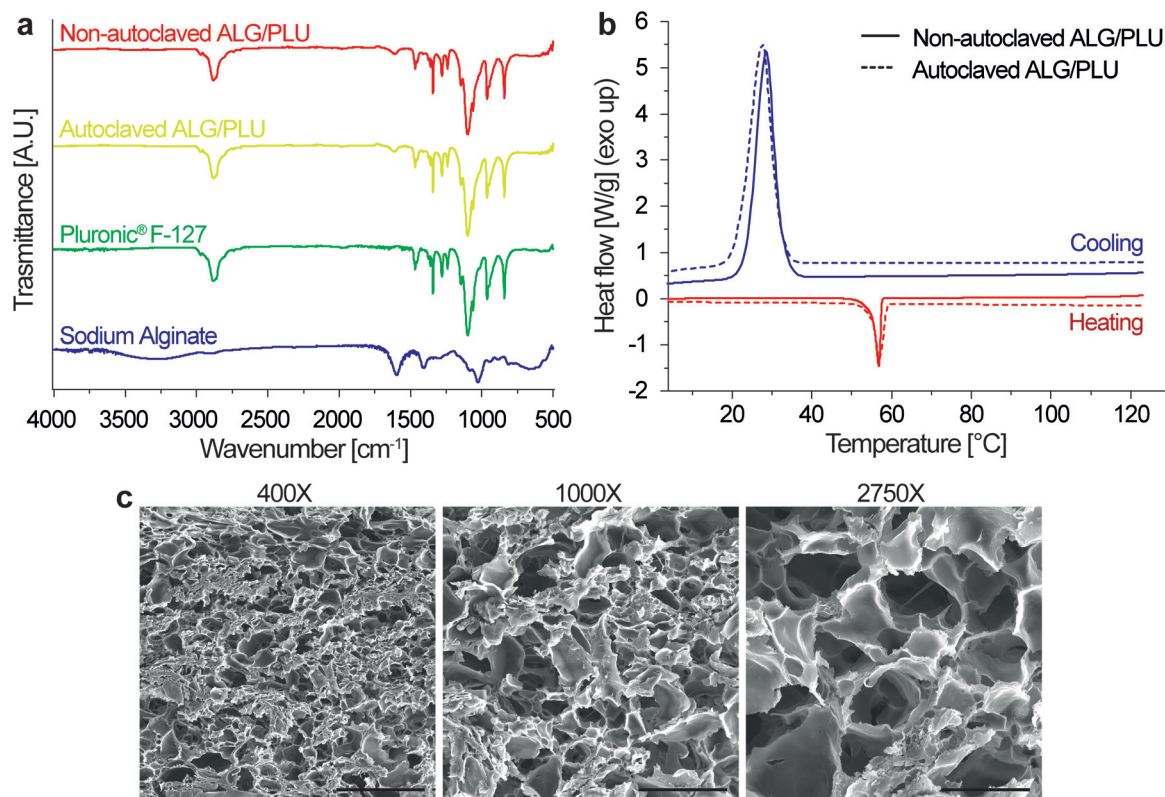 a
Non-autoclaved ALG/PLU
Autoclaved ALG/PLU
Pluronic® F-127
Sodium Alginate
Trasmittance [A.U.]
4000 3500 3000 2500 2000 1500 1000 500
Wavenumber [cm⁻¹]
b
Non-autoclaved ALG/PLU
Autoclaved ALG/PLU
Cooling
Heating
Heat flow [W/g] (exo up)
6
5
4
3
2
1
0
-1
-2
20 40 60 80 100 120
Temperature [°C]
c
400X 1000X 2750X